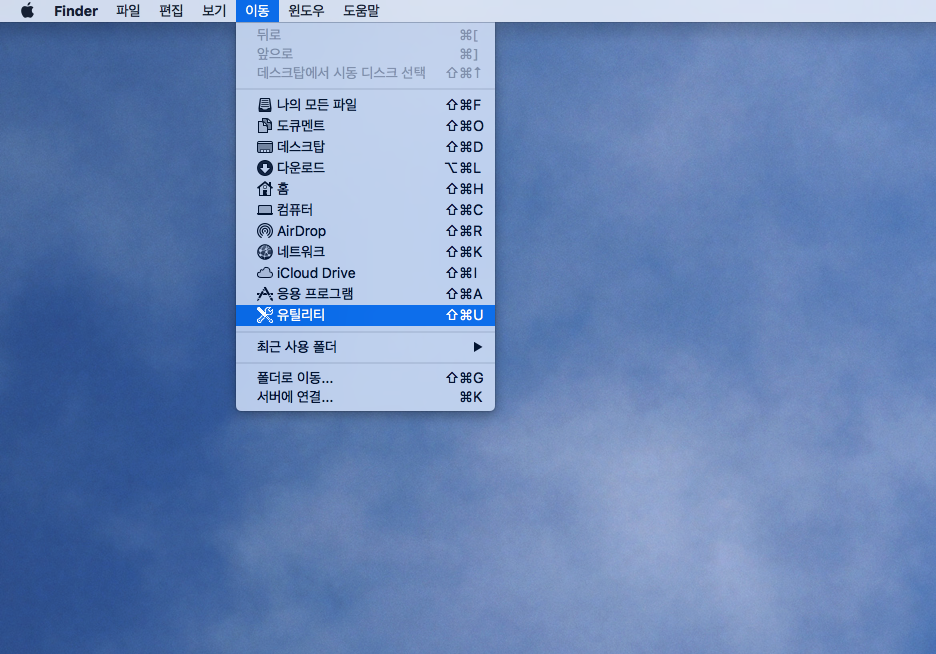 Finder 파일 편집 보기 이동 윈도우 도움말
뒤로 ⌘[
앞으로 ⌘]
데스크탑에서 시동 디스크 선택 ⇧⌘↑
나의 모든 파일 ⇧⌘F
도큐멘트 ⇧⌘O
데스크탑 ⇧⌘D
다운로드 ⌥⌘L
홈 ⇧⌘H
컴퓨터 ⇧⌘C
AirDrop ⇧⌘R
네트워크 ⇧⌘K
iCloud Drive ⇧⌘I
응용 프로그램 ⇧⌘A
유틸리티 ⇧⌘U
최근 사용 폴더 ▶
폴더로 이동... ⇧⌘G
서버에 연결... ⌘K